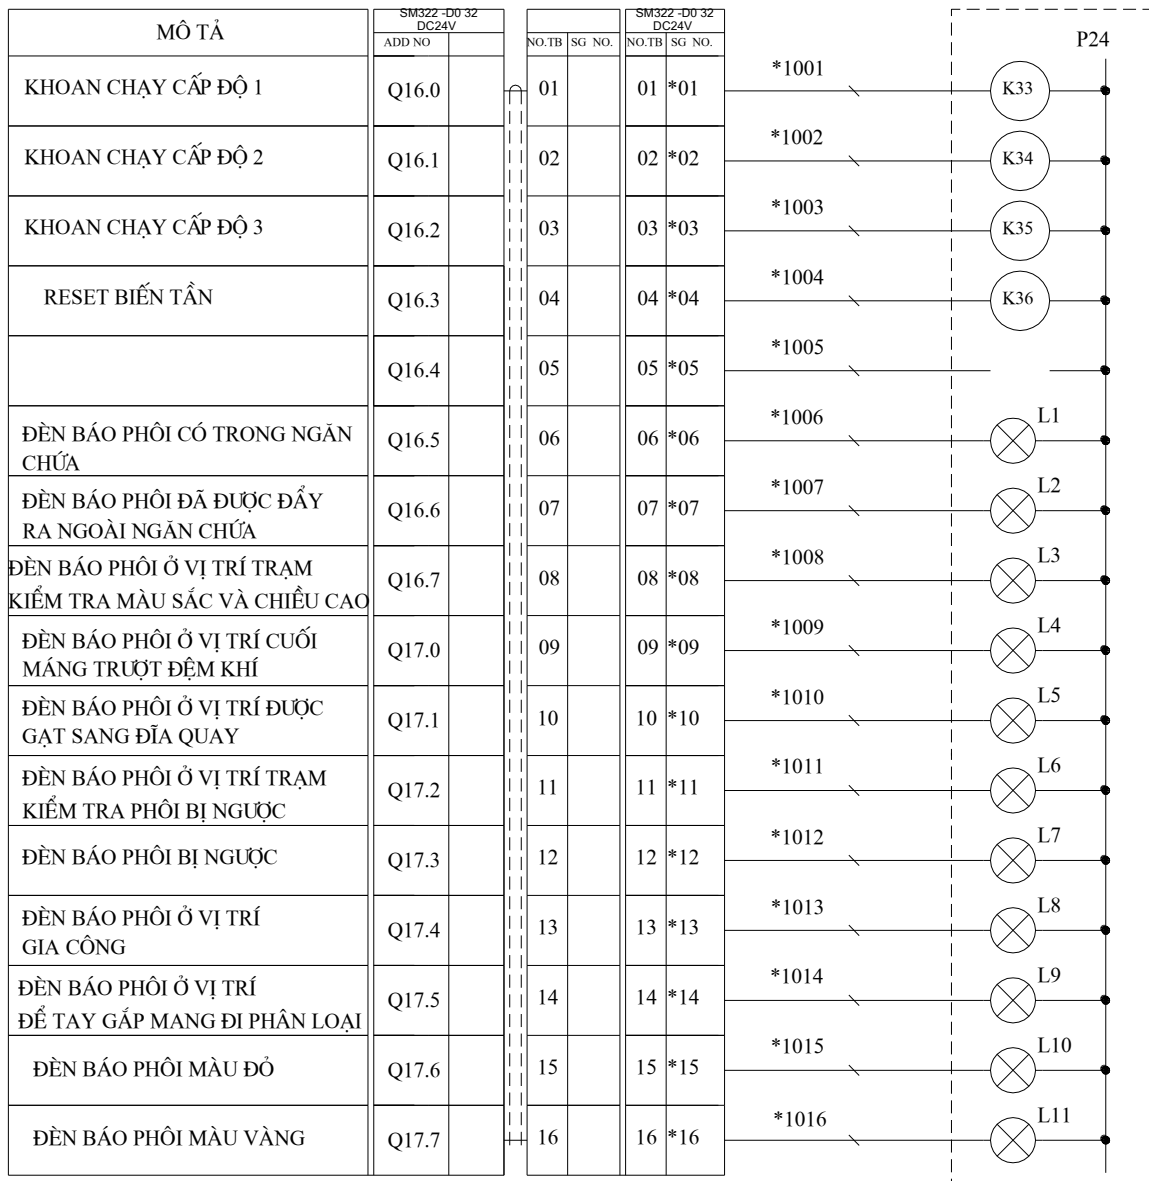 MÔ TẢ
SM322 -D0 32
DC24V
ADD NO
NO.TB SG NO.
SM322 -D0 32
DC24V
NO.TB SG NO.
P24
KHOAN CHẠY CẤP ĐỘ 1 Q16.0 01 01 *01 *1001 K33
KHOAN CHẠY CẤP ĐỘ 2 Q16.1 02 02 *02 *1002 K34
KHOAN CHẠY CẤP ĐỘ 3 Q16.2 03 03 *03 *1003 K35
RESET BIẾN TẦN Q16.3 04 04 *04 *1004 K36
Q16.4 05 05 *05 *1005
ĐÈN BÁO PHÔI CÓ TRONG NGĂN
CHỨA
Q16.5 06 06 *06 *1006 L1
ĐÈN BÁO PHÔI ĐÃ ĐƯỢC ĐẨY
RA NGOÀI NGĂN CHỨA
Q16.6 07 07 *07 *1007 L2
ĐÈN BÁO PHÔI Ở VỊ TRÍ TRẠM
KIỂM TRA MÀU SẮC VÀ CHIỀU CAO
Q16.7 08 08 *08 *1008 L3
ĐÈN BÁO PHÔI Ở VỊ TRÍ CUỐI
MÁNG TRƯỢT ĐỆM KHÍ
Q17.0 09 09 *09 *1009 L4
ĐÈN BÁO PHÔI Ở VỊ TRÍ ĐƯỢC
GẠT SANG ĐĨA QUAY
Q17.1 10 10 *10 *1010 L5
ĐÈN BÁO PHÔI Ở VỊ TRÍ TRẠM
KIỂM TRA PHÔI BỊ NGƯỢC
Q17.2 11 11 *11 *1011 L6
ĐÈN BÁO PHÔI BỊ NGƯỢC Q17.3 12 12 *12 *1012 L7
ĐÈN BÁO PHÔI Ở VỊ TRÍ
GIA CÔNG
Q17.4 13 13 *13 *1013 L8
ĐÈN BÁO PHÔI Ở VỊ TRÍ
ĐỂ TAY GẮP MANG ĐI PHÂN LOẠI
Q17.5 14 14 *14 *1014 L9
ĐÈN BÁO PHÔI MÀU ĐỎ Q17.6 15 15 *15 *1015 L10
ĐÈN BÁO PHÔI MÀU VÀNG Q17.7 16 16 *16 *1016 L11